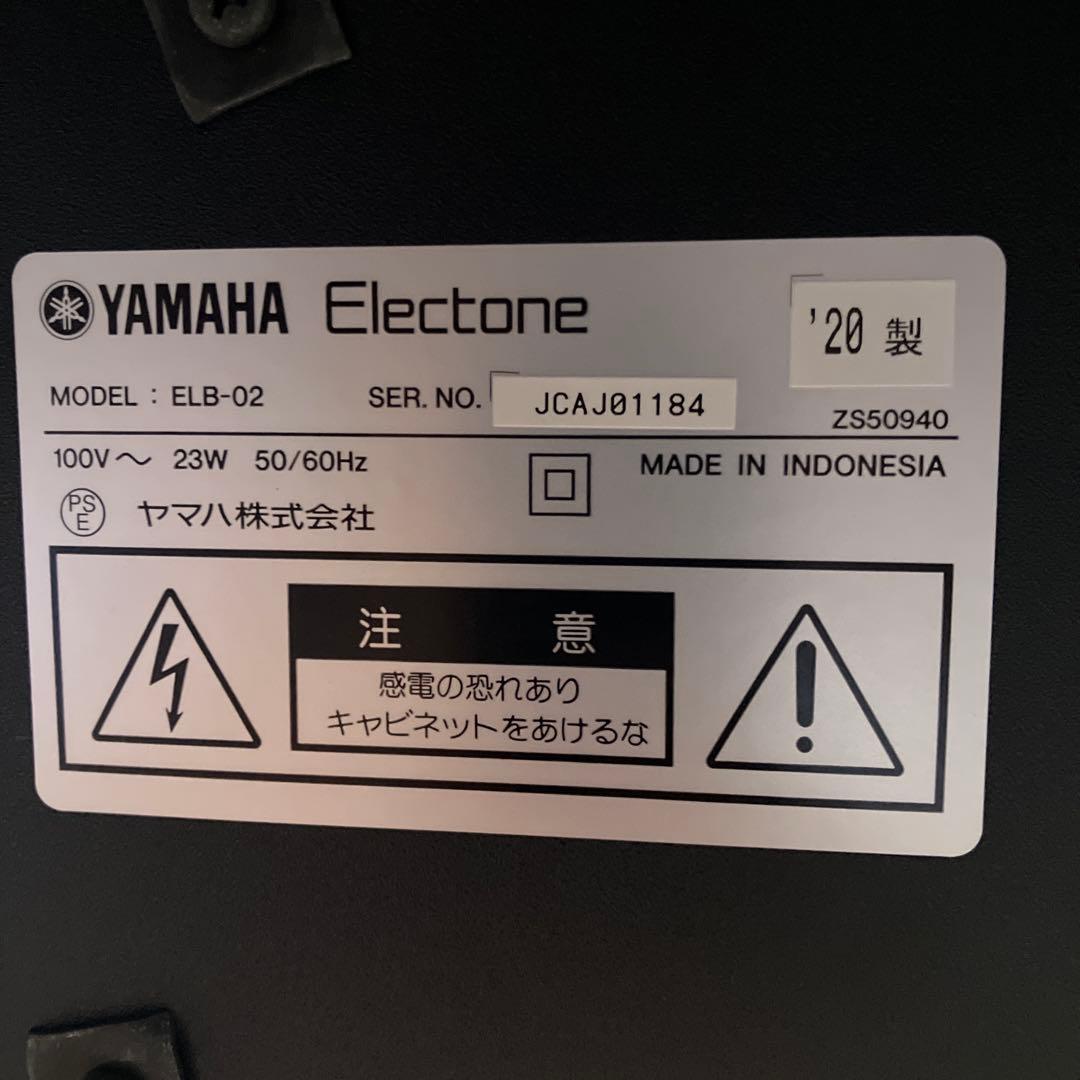 YAMAHA Electone '20 製
MODEL : ELB-02 SER. NO. JCAJ01184
ZS50940
100V～ 23W 50/60Hz MADE IN INDONESIA
PS
E
ヤマハ株式会社
注 意
感電の恐れあり
キャビネットをあけるな